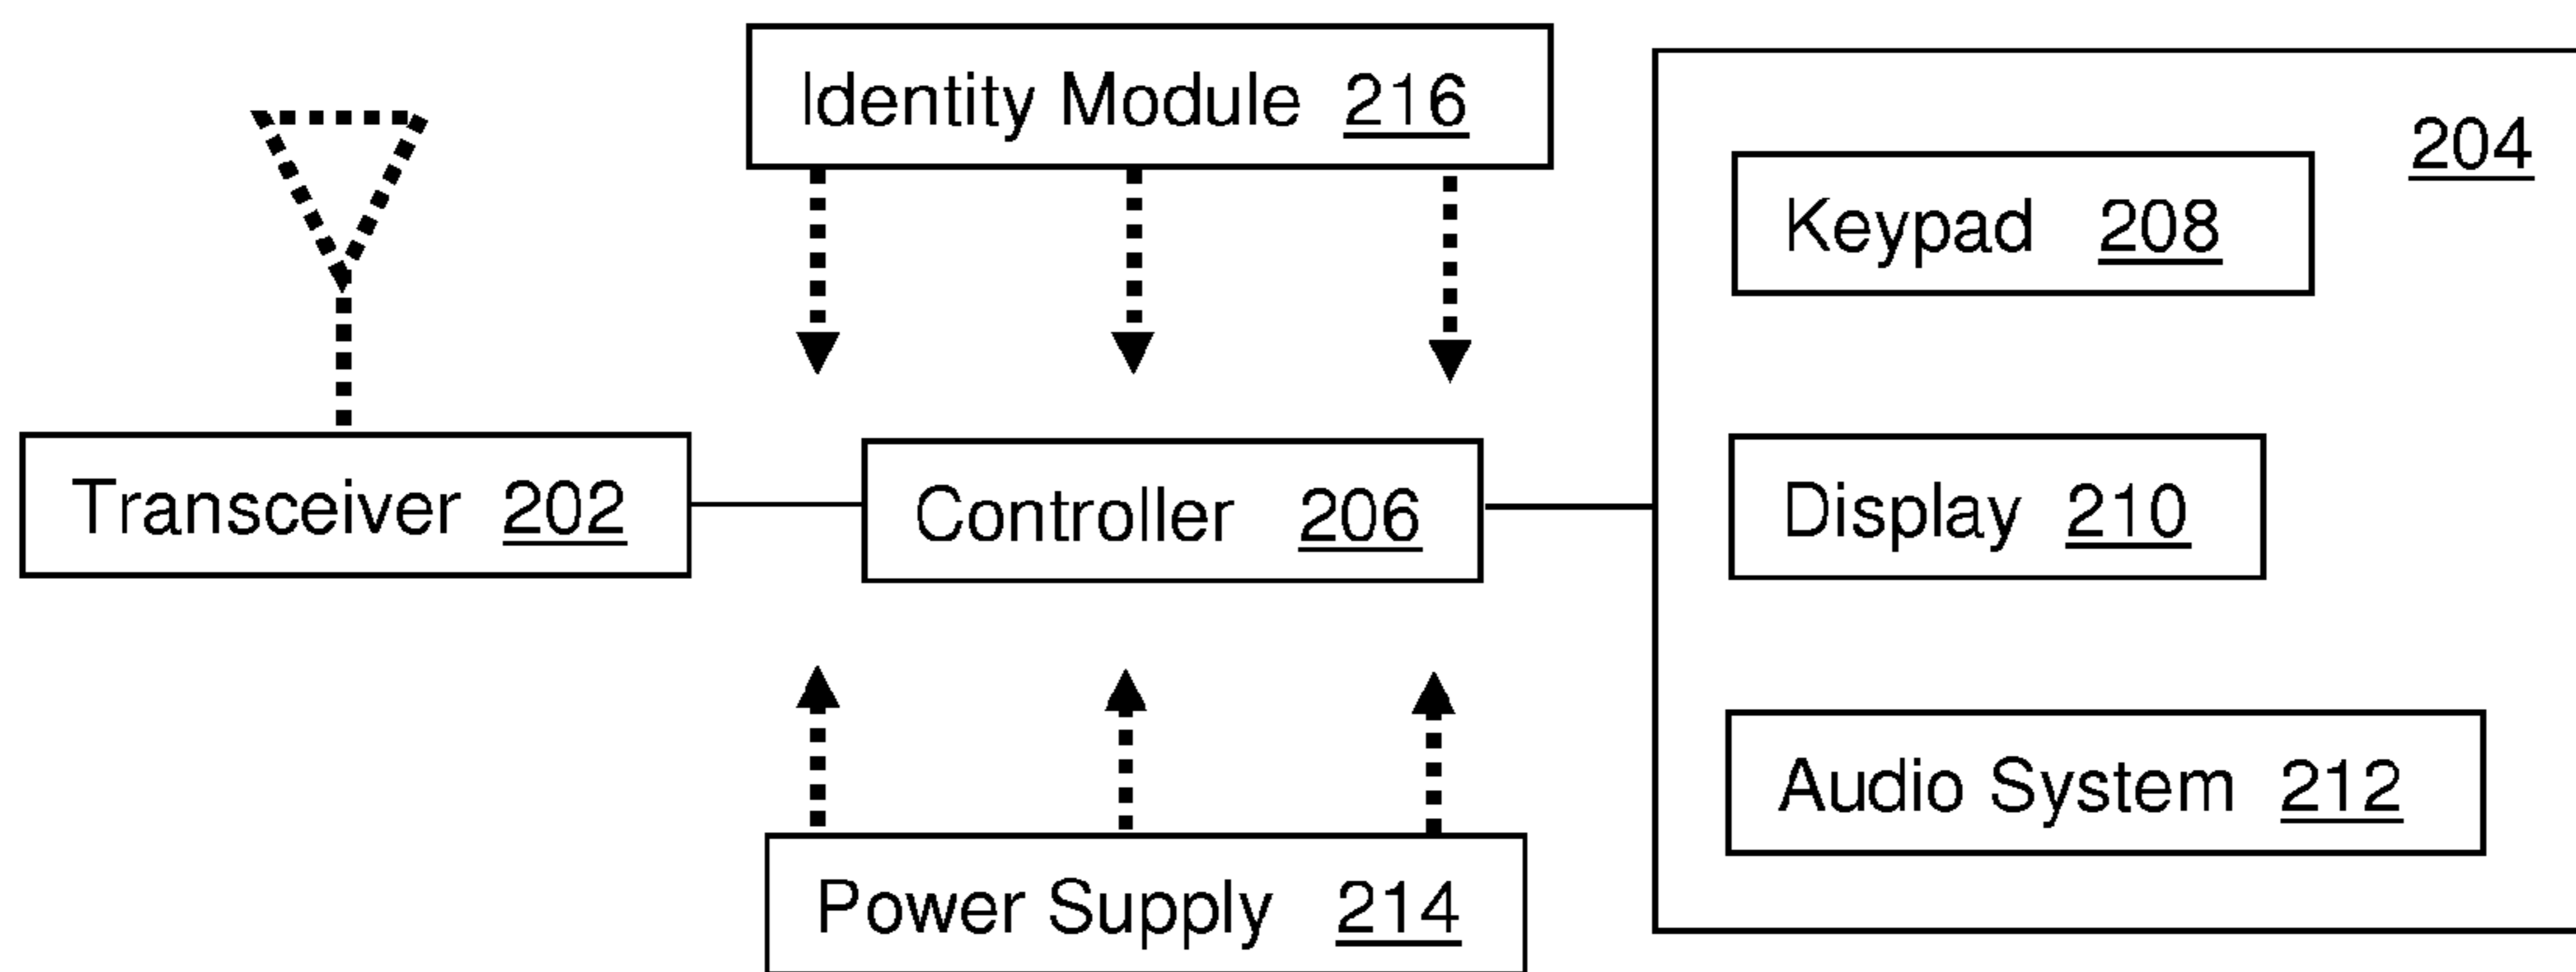 Identity Module 216
204
Keypad 208
Transceiver 202
Controller 206
Display 210
Audio System 212
Power Supply 214